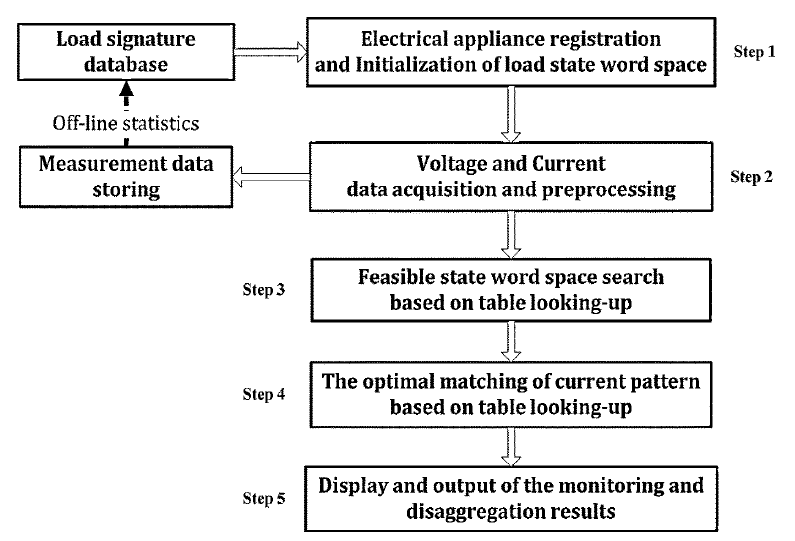 Load signature
database
Electrical appliance registration
and Initialization of load state word space
Step 1
Off-line statistics
Measurement data
storing
Voltage and Current
data acquisition and preprocessing
Step 2
Step 3
Feasible state word space search
based on table looking-up
Step 4
The optimal matching of current pattern
based on table looking-up
Step 5
Display and output of the monitoring and
disaggregation results